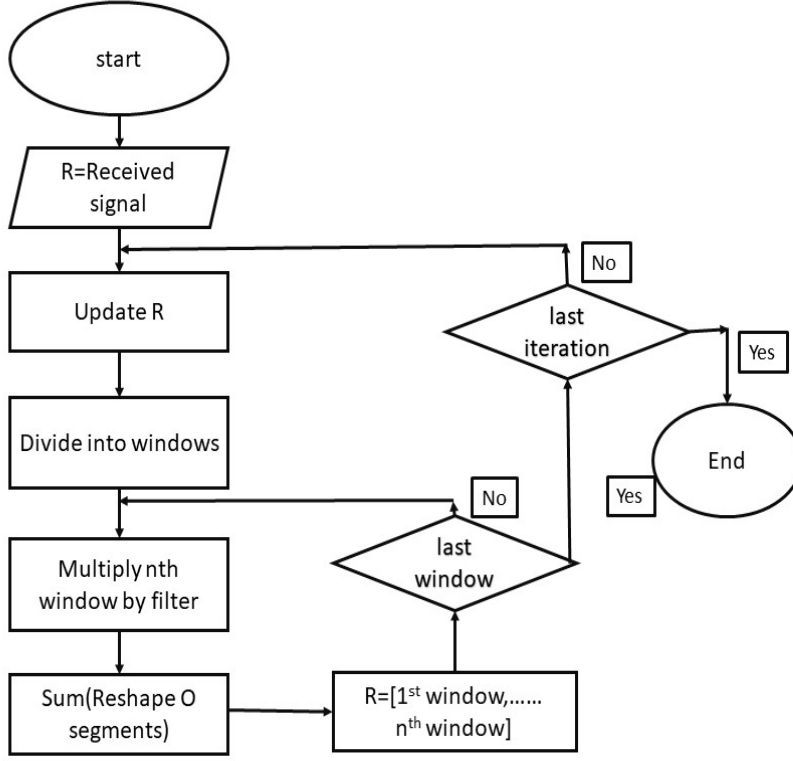 start
R=Received
signal
Update R
Divide into windows
Multiply nth
window by filter
Sum(Reshape O
segments)
R=[1st window,......
nth window]
last
window
No
Yes
last
iteration
No
Yes
End